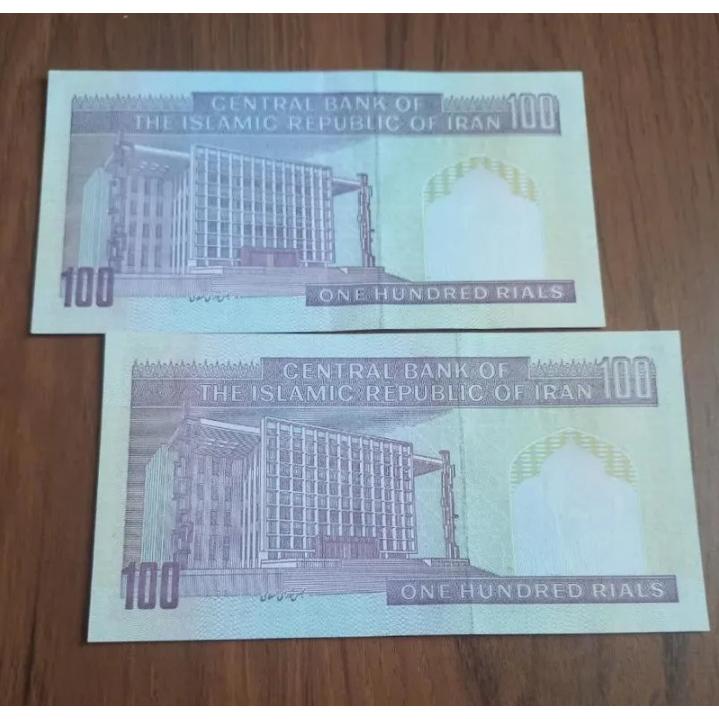 CENTRAL BANK OF
THE ISLAMIC REPUBLIC OF IRAN 100
100
ONE HUNDRED RIALS
CENTRAL BANK OF
THE ISLAMIC REPUBLIC OF IRAN 100
100
ONE HUNDRED RIALS